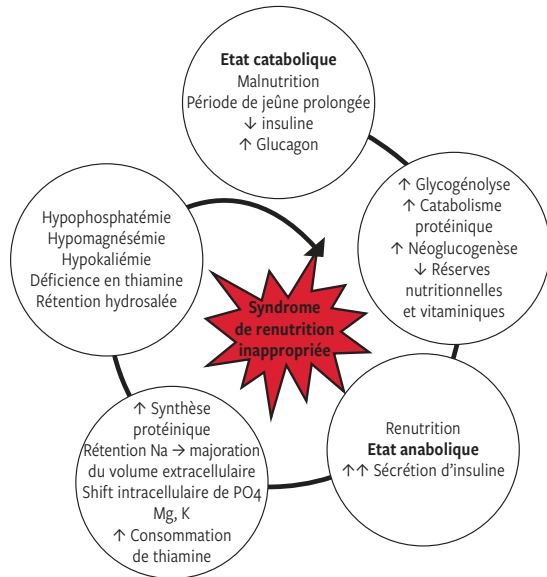 Etat catabolique
Malnutrition
Période de jeûne prolongée
↓ insuline
↑ Glucagon
↑ Glycogénolyse
↑ Catabolisme
protéinique
↑ Néoglucogenèse
↓ Réserves
nutritionnelles
et vitaminiques
Renutrition
Etat anabolique
↑↑ Sécrétion d'insuline
↑ Synthèse
protéinique
Rétention Na → majoration
du volume extracellulaire
Shift intracellulaire de PO4
Mg, K
↑ Consommation
de thiamine
Hypophosphatémie
Hypomagnésémie
Hypokaliémie
Déficience en thiamine
Rétention hydrosalée
Syndrome
de renutrition
inappropriée